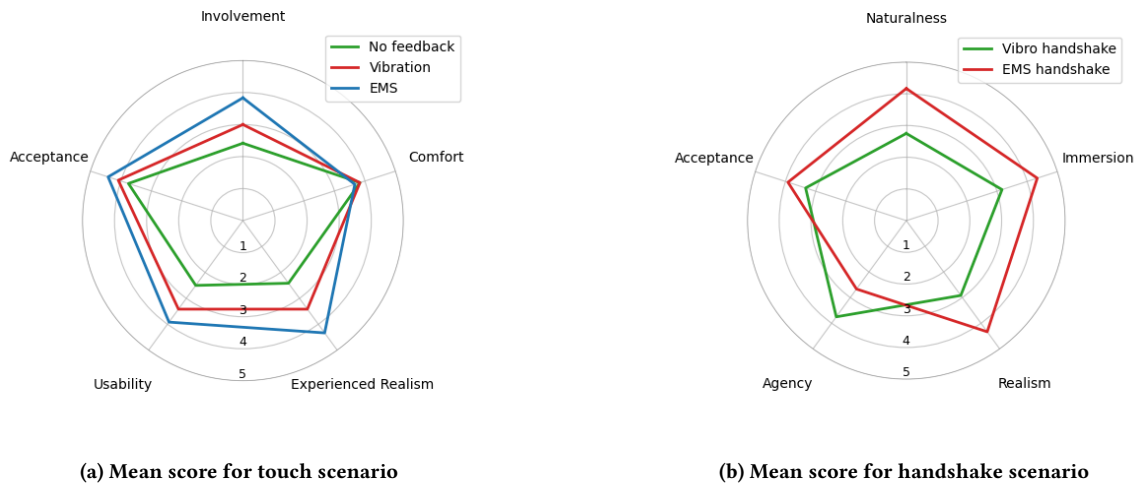 Involvement
No feedback
Vibration
EMS
Acceptance
Comfort
1
2
3
4
5
Usability
Experienced Realism
(a) Mean score for touch scenario
Naturalness
Vibro handshake
EMS handshake
Acceptance
Immersion
1
2
3
4
5
Agency
Realism
(b) Mean score for handshake scenario